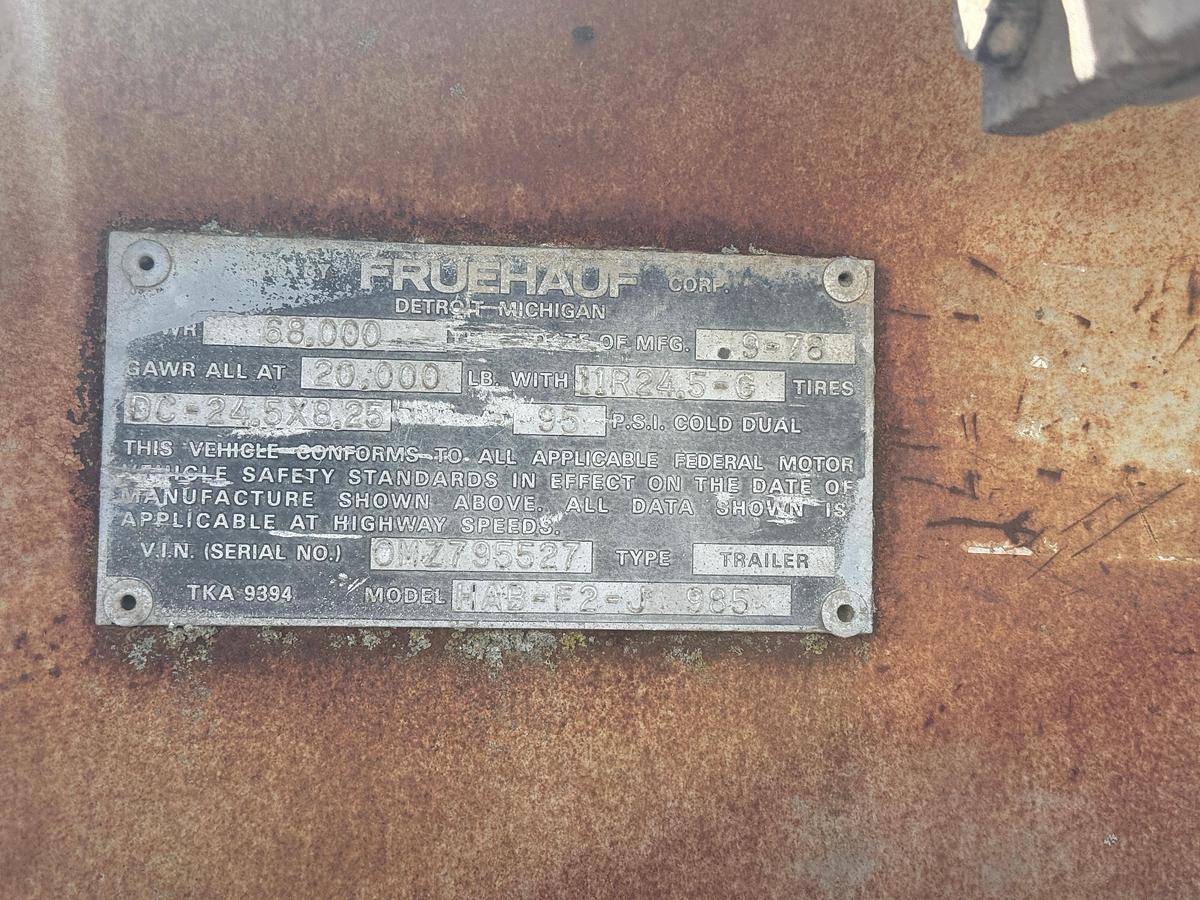 FRUEHAUF CORP.
DETROIT MICHIGAN
68,000 OF MFG. 9-78
GAWR ALL AT 20,000 LB. WITH 11R24.5-G TIRES
DC-24.5X8.25 95 P.S.I. COLD DUAL
THIS VEHICLE CONFORMS TO ALL APPLICABLE FEDERAL MOTOR
VEHICLE SAFETY STANDARDS IN EFFECT ON THE DATE OF
MANUFACTURE SHOWN ABOVE. ALL DATA SHOWN IS
APPLICABLE AT HIGHWAY SPEEDS.
V.I.N. (SERIAL NO.) OMZ795527 TYPE TRAILER
TKA 9394 MODEL HAB-F2-J 985